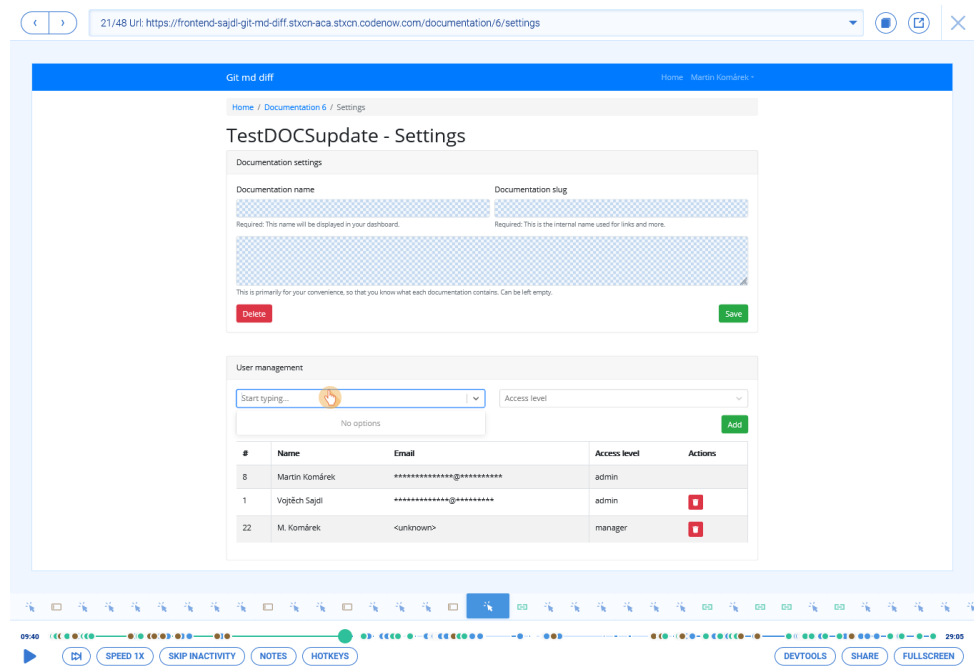 21/48 Url: https://frontend-sajdl-git-md-diff.stxcn-aca.stxcn.codenow.com/documentation/6/settings
Git md diff
Home Martin Komárek
Home / Documentation 6 / Settings
TestDOCSupdate - Settings
Documentation settings
Documentation name Documentation slug
Required: This name will be displayed in your dashboard. Required: This is the internal name used for links and more.
This is primarily for your convenience, so that you know what each documentation contains. Can be left empty.
Delete Save
User management
Start typing... Access level
No options
Add
# Name Email Access level Actions
8 Martin Komárek **************@********** admin
1 Vojtěch Sajdl *************@********* admin
22 M. Komárek <unknown> manager
09:40 29:05
SPEED 1X SKIP INACTIVITY NOTES HOTKEYS DEVTOOLS SHARE FULLSCREEN